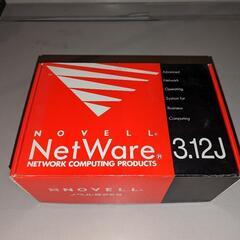 Advanced
Network
Operating
System for
Business
Computing
NOVELL®
NetWare® 3.12J
NETWORK COMPUTING PRODUCTS
NOVELL